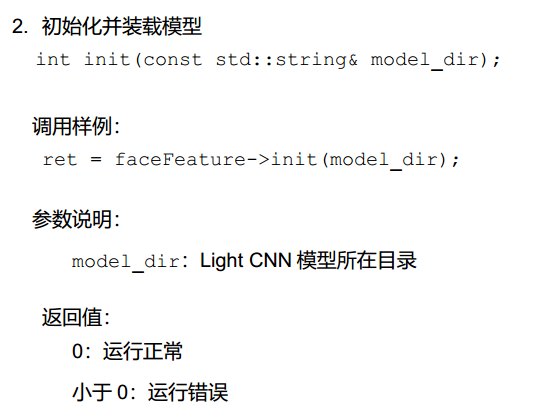 2. 初始化并装载模型
int init(const std::string& model_dir);
调用样例：
ret = faceFeature->init(model_dir);
参数说明：
model_dir：Light CNN 模型所在目录
返回值：
0：运行正常
小于 0：运行错误